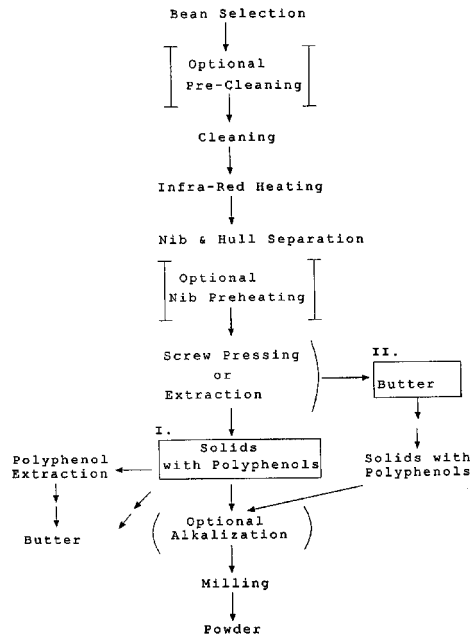 Bean Selection
Optional
Pre-Cleaning
Cleaning
Infra-Red Heating
Nib & Hull Separation
Optional
Nib Preheating
Screw Pressing
or
Extraction
II.
Butter
I.
Solids
with Polyphenols
Polyphenol
Extraction
Solids with
Polyphenols
Butter
Optional
Alkalization
Milling
Powder